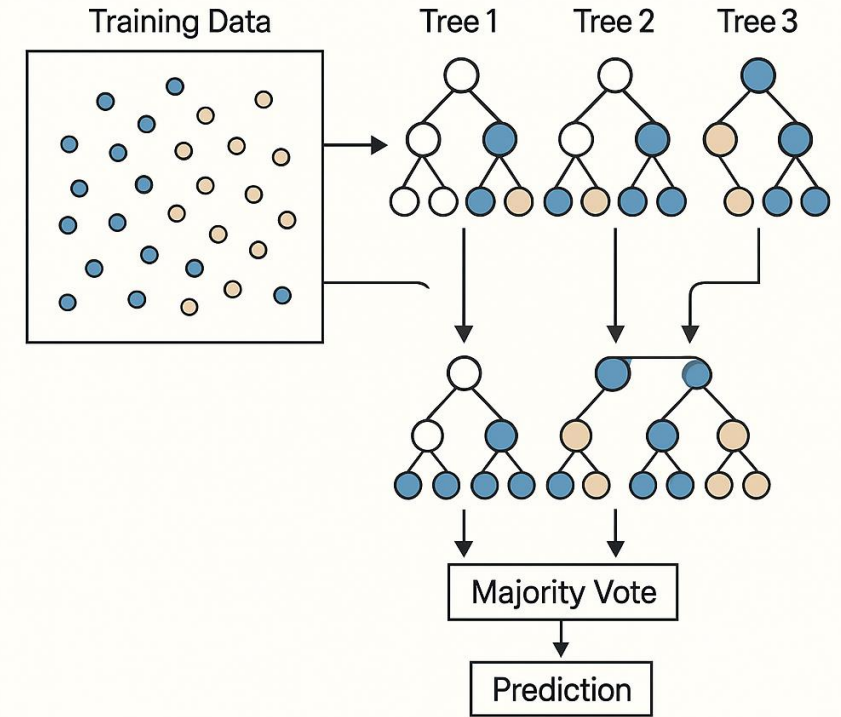 Training Data
Tree 1
Tree 2
Tree 3
Majority Vote
Prediction